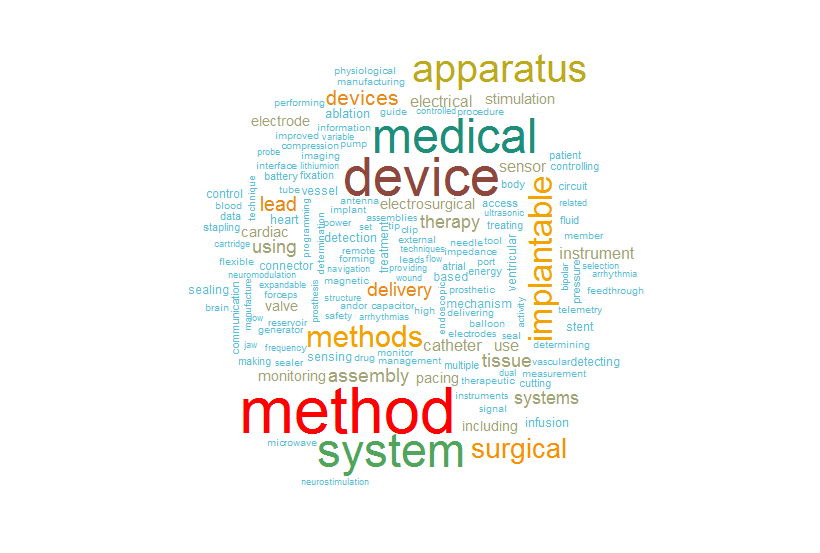 physiological
manufacturing
apparatus
performing
devices
electrical
stimulation
ablation
guide
controlled
procedure
electrode
information
medical
improved
variable
compression
pump
probe
imaging
patient
interface
lithiumion
device
sensor
controlling
battery
fixation
technique
tube
vessel
body
circuit
control
antenna
electrosurgical
access
implantable
related
blood
lead
implant
ultrasonic
data
heart
programming
power
assemblies
therapy
treating
fluid
stapling
set
tip
clip
cardiac
member
cartridge
using
determination
detection
treatment
external
needle
tool
ventricular
instrument
remote
techniques
impedance
flexible
connector
forming
leads
flow
port
bipolar
selection
neuromodulation
navigation
providing
atrial
based
energy
pressure
arrhythmia
expandable
magnetic
wound
feedthrough
sealing
forceps
prosthesis
delivery
prosthetic
communication
manufacture
structure
endoscopic
mechanism
activity
brain
valve
andor
capacitor
high
delivering
telemetry
reservoir
safety
arrhythmias
balloon
stent
generator
methods
electrodes
seal
jaw
frequency
catheter
use
determining
making
sealer
sensing
drug
monitor
management
multiple
tissue
vascular
detecting
monitoring
assembly
pacing
therapeutic
dual
measurement
cutting
method
instruments
systems
signal
including
infusion
microwave
system
surgical
neurostimulation